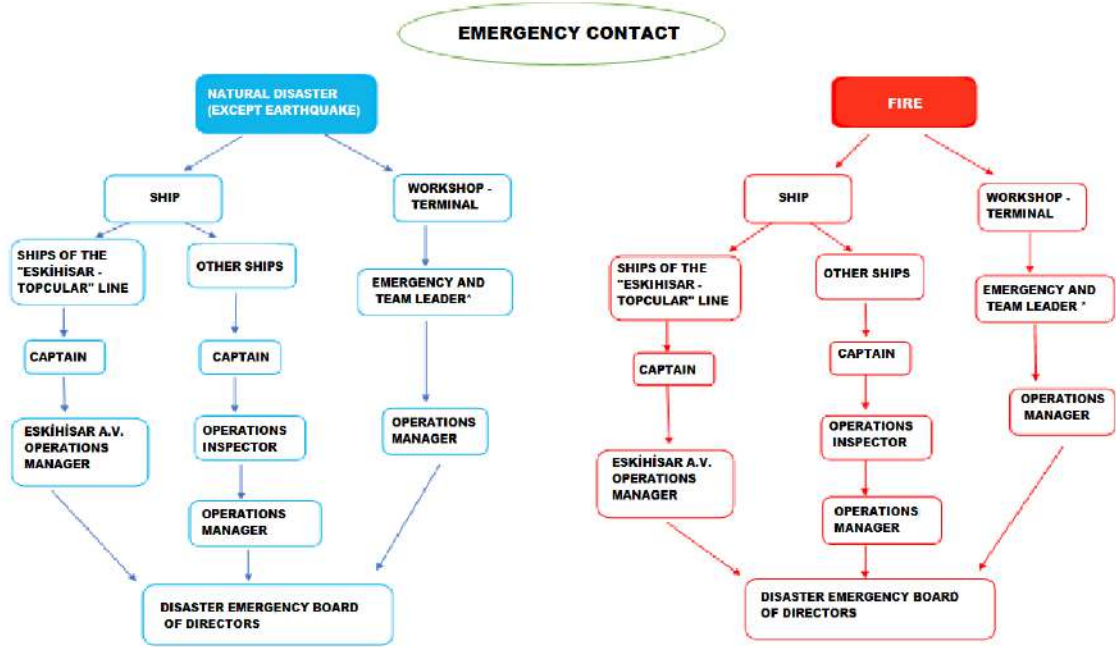 EMERGENCY CONTACT
NATURAL DISASTER
(EXCEPT EARTHQUAKE)
SHIP
WORKSHOP -
TERMINAL
SHIPS OF THE
"ESKİHİSAR -
TOPCULAR" LINE
OTHER SHIPS
EMERGENCY AND
TEAM LEADER*
CAPTAIN
CAPTAIN
ESKİHİSAR A.V.
OPERATIONS
MANAGER
OPERATIONS
INSPECTOR
OPERATIONS
MANAGER
OPERATIONS
MANAGER
DISASTER EMERGENCY BOARD
OF DIRECTORS
FIRE
SHIP
WORKSHOP -
TERMINAL
SHIPS OF THE
"ESKIHISAR -
TOPCULAR" LINE
OTHER SHIPS
EMERGENCY AND
TEAM LEADER *
CAPTAIN
CAPTAIN
OPERATIONS
MANAGER
ESKİHİSAR A.V.
OPERATIONS
MANAGER
OPERATIONS
INSPECTOR
OPERATIONS
MANAGER
DISASTER EMERGENCY BOARD
OF DIRECTORS